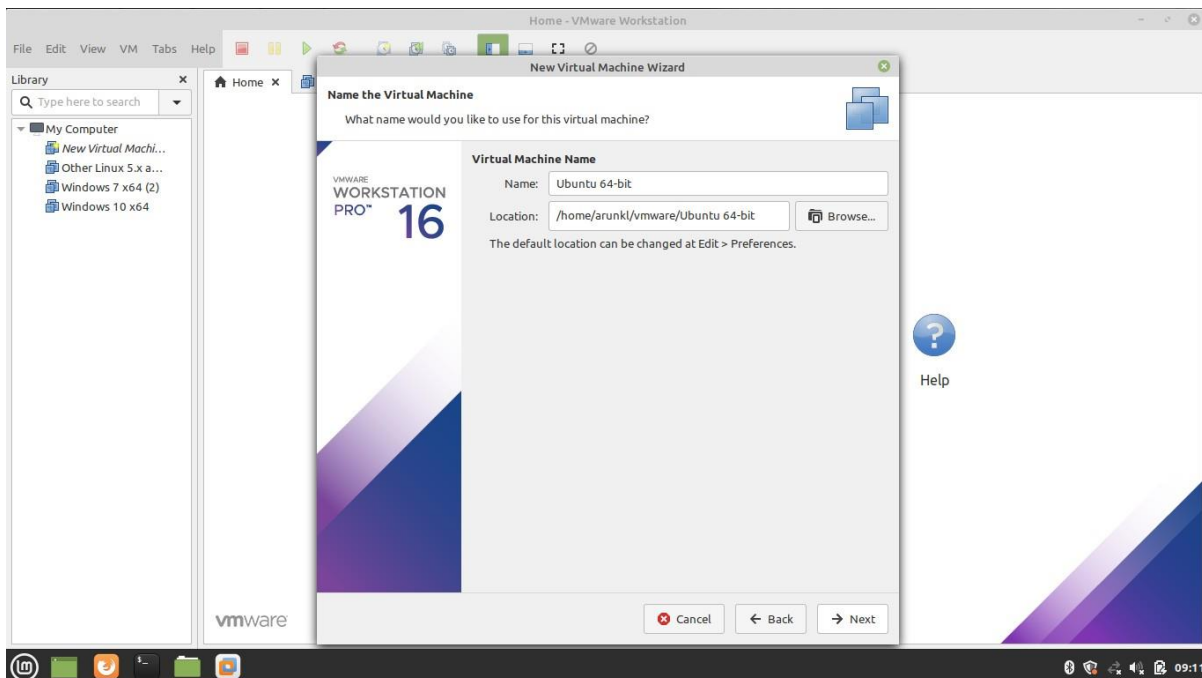 Home - VMware Workstation
File Edit View VM Tabs Help
New Virtual Machine Wizard
Library
Home
Type here to search
My Computer
New Virtual Machi...
Other Linux 5.x a...
Windows 7 x64 (2)
Windows 10 x64
Name the Virtual Machine
What name would you like to use for this virtual machine?
VMWARE
WORKSTATION
PRO™ 16
Virtual Machine Name
Name: Ubuntu 64-bit
Location: /home/arunkl/vmware/Ubuntu 64-bit Browse...
The default location can be changed at Edit > Preferences.
Help
vmware
Cancel Back Next
09:11